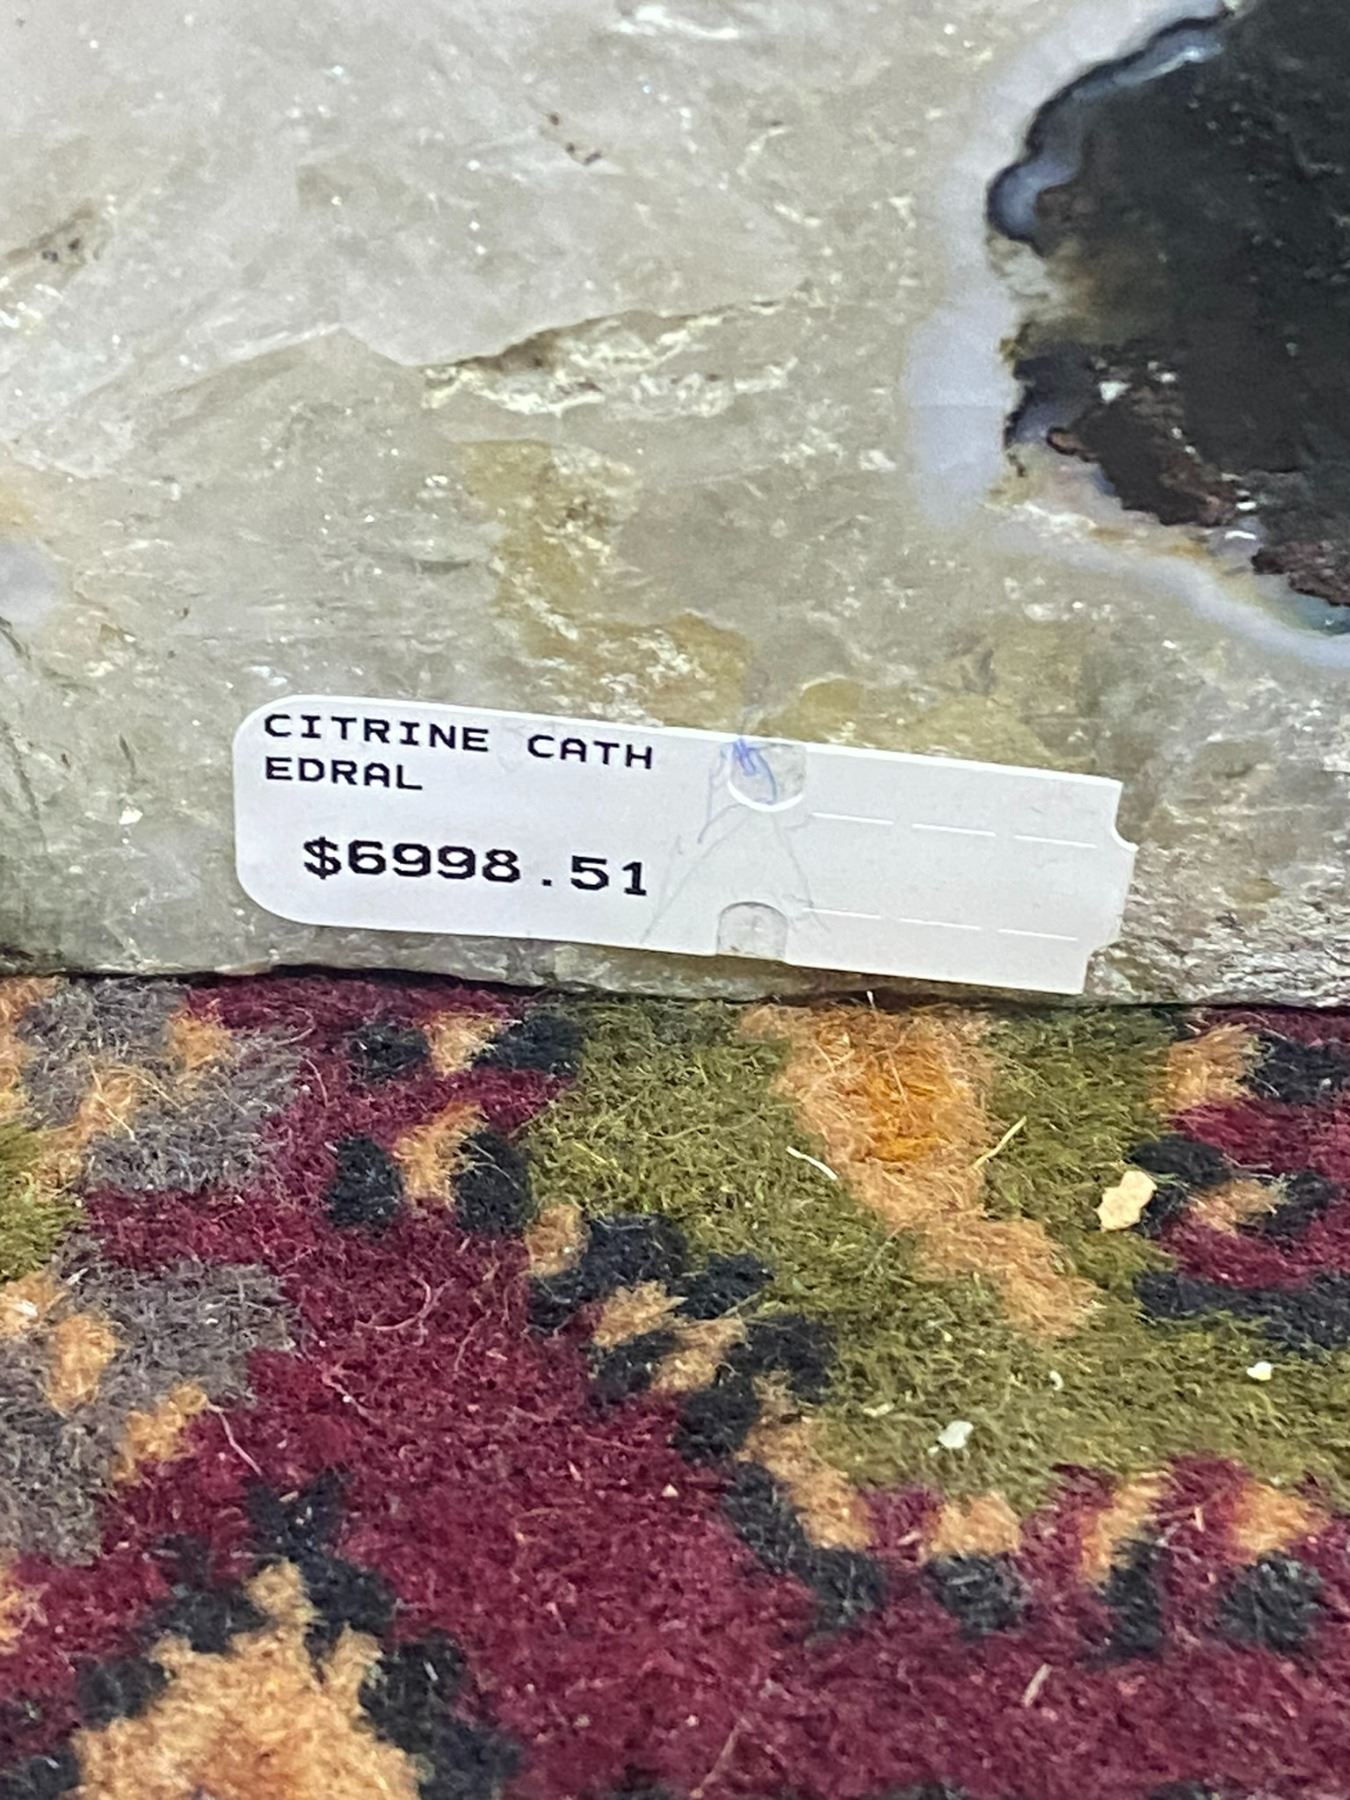 CITRINE CATH
EDRAL
$6998.51